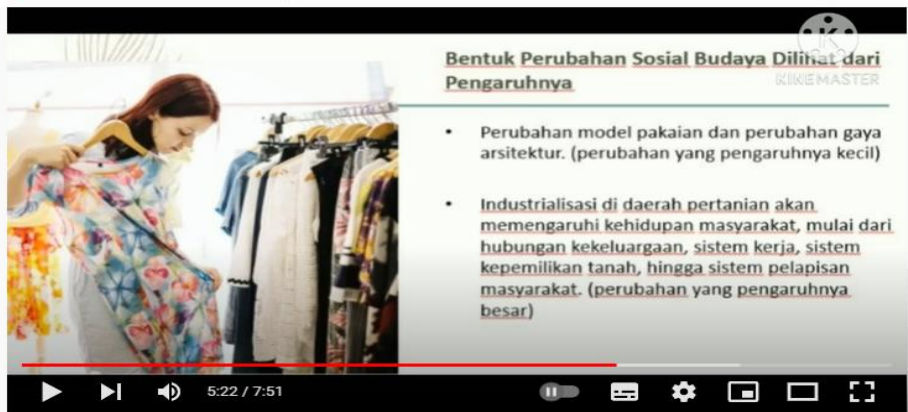 KINEMASTER
Bentuk Perubahan Sosial Budaya Dilihat dari
Pengaruhnya
• Perubahan model pakaian dan perubahan gaya
arsitektur. (perubahan yang pengaruhnya kecil)
• Industrialisasi di daerah pertanian akan
memengaruhi kehidupan masyarakat, mulai dari
hubungan kekeluargaan, sistem kerja, sistem
kepemilikan tanah, hingga sistem pelapisan
masyarakat. (perubahan yang pengaruhnya
besar)
5:22 / 7:51